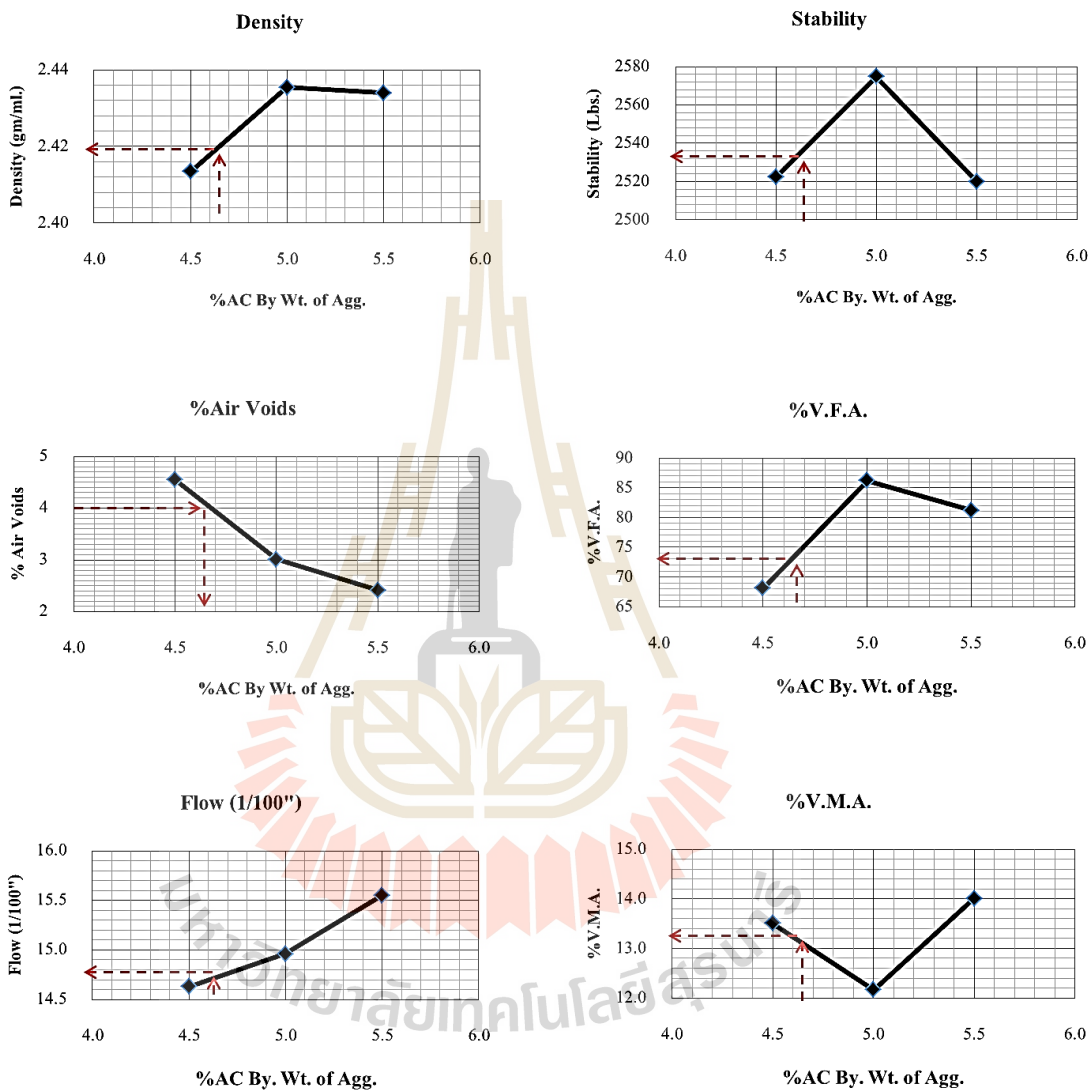 Density
Density (gm/ml.)
2.44
2.42
2.40
4.0 4.5 5.0 5.5 6.0
%AC By Wt. of Agg.
Stability
Stability (Lbs.)
2580
2560
2540
2520
2500
4.0 4.5 5.0 5.5 6.0
%AC By. Wt. of Agg.
%Air Voids
% Air Voids
5
4
3
2
4.0 4.5 5.0 5.5 6.0
%AC By Wt. of Agg.
%V.F.A.
%V.F.A.
90
85
80
75
70
65
4.0 4.5 5.0 5.5 6.0
%AC By. Wt. of Agg.
Flow (1/100")
Flow (1/100")
16.0
15.5
15.0
14.5
4.0 4.5 5.0 5.5 6.0
%AC By. Wt. of Agg.
%V.M.A.
%V.M.A.
15.0
14.0
13.0
12.0
4.0 4.5 5.0 5.5 6.0
%AC By. Wt. of Agg.
มหาวิทยาลัยเทคโนโลยีสุรนารี